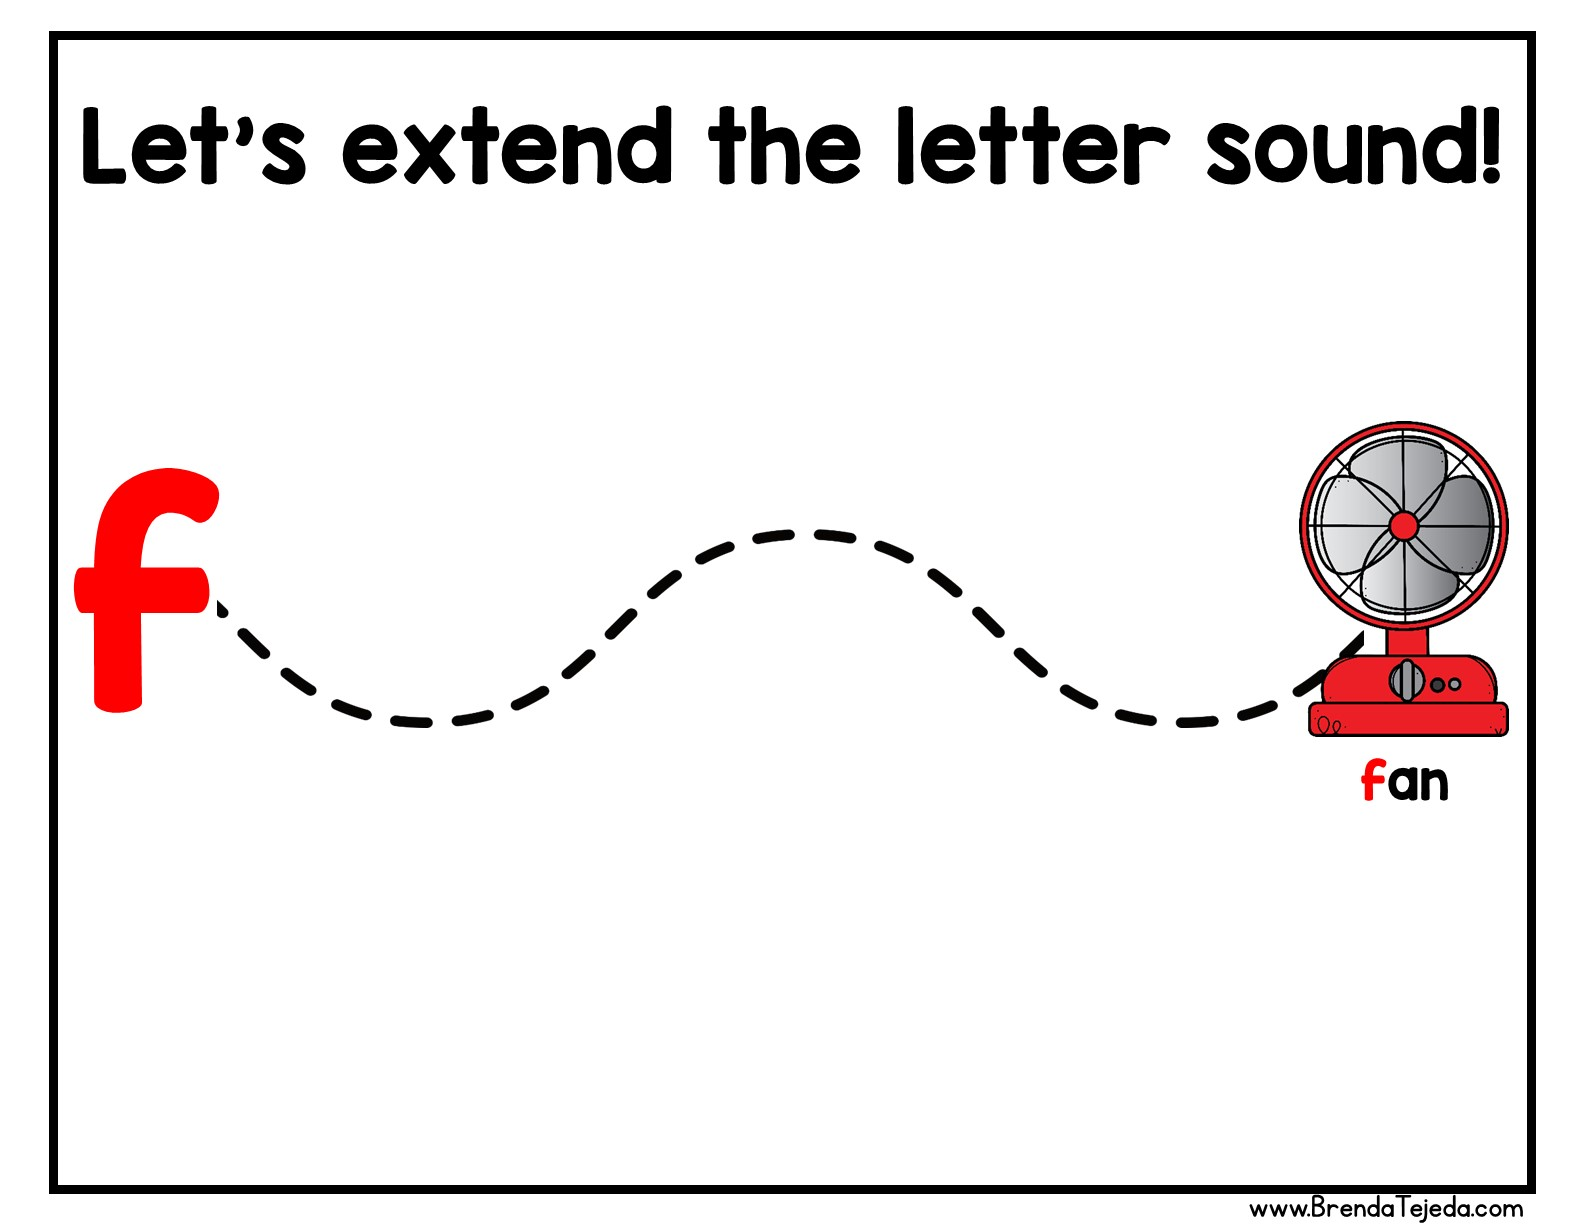 Let's extend the letter sound!
f
fan
www.BrendaTejeda.com